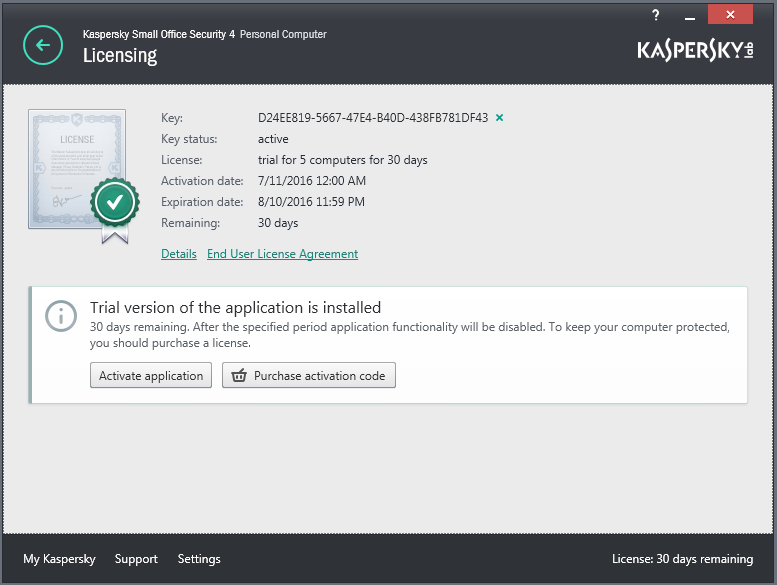 ?
Kaspersky Small Office Security 4 Personal Computer
Licensing
KASPERSKY lab
LICENSE
Key: D24EE819-5667-47E4-B40D-438FB781DF43
Key status: active
License: trial for 5 computers for 30 days
Activation date: 7/11/2016 12:00 AM
Expiration date: 8/10/2016 11:59 PM
Remaining: 30 days
Details End User License Agreement
Trial version of the application is installed
30 days remaining. After the specified period application functionality will be disabled. To keep your computer protected,
you should purchase a license.
Activate application Purchase activation code
My Kaspersky Support Settings License: 30 days remaining